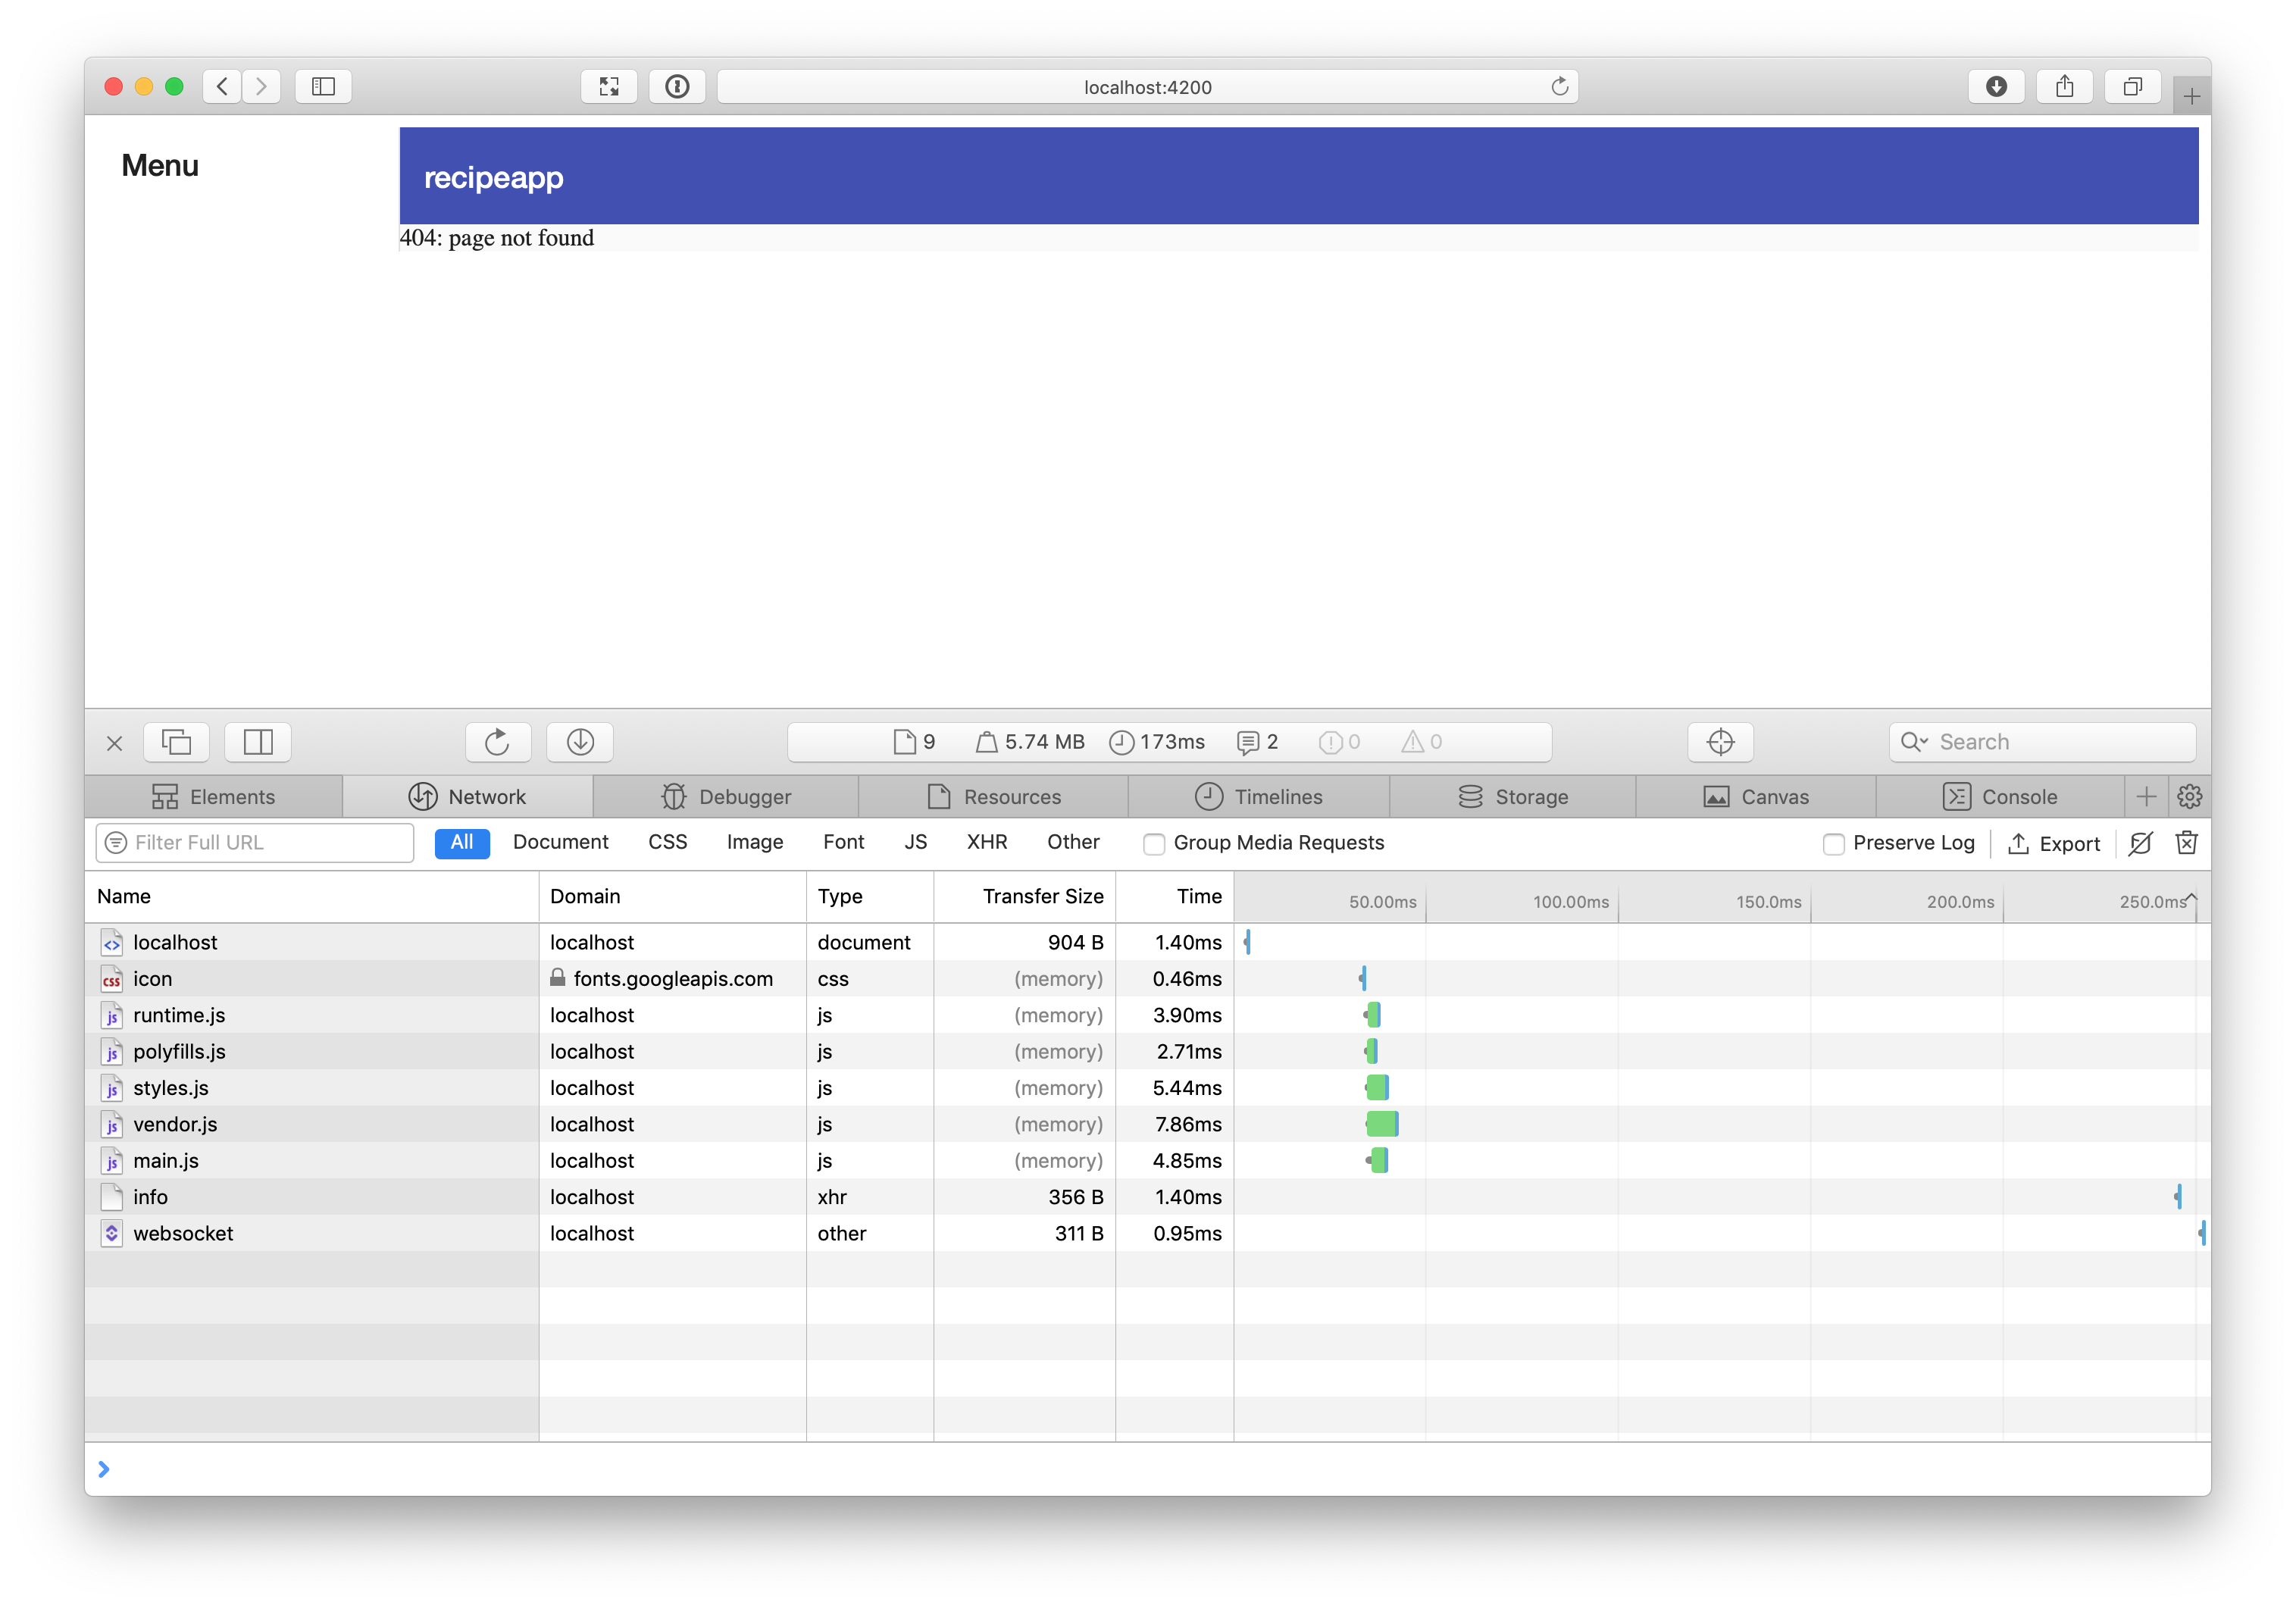 localhost:4200
Menu
recipeapp
404: page not found
9 5.74 MB 173ms 2 0 0 Search
Elements Network Debugger Resources Timelines Storage Canvas Console
Filter Full URL All Document CSS Image Font JS XHR Other Group Media Requests Preserve Log Export
Name Domain Type Transfer Size Time 50.00ms 100.00ms 150.0ms 200.0ms 250.0ms
localhost localhost document 904 B 1.40ms
css icon fonts.googleapis.com css (memory) 0.46ms
js runtime.js localhost js (memory) 3.90ms
js polyfills.js localhost js (memory) 2.71ms
js styles.js localhost js (memory) 5.44ms
js vendor.js localhost js (memory) 7.86ms
js main.js localhost js (memory) 4.85ms
info localhost xhr 356 B 1.40ms
websocket localhost other 311 B 0.95ms